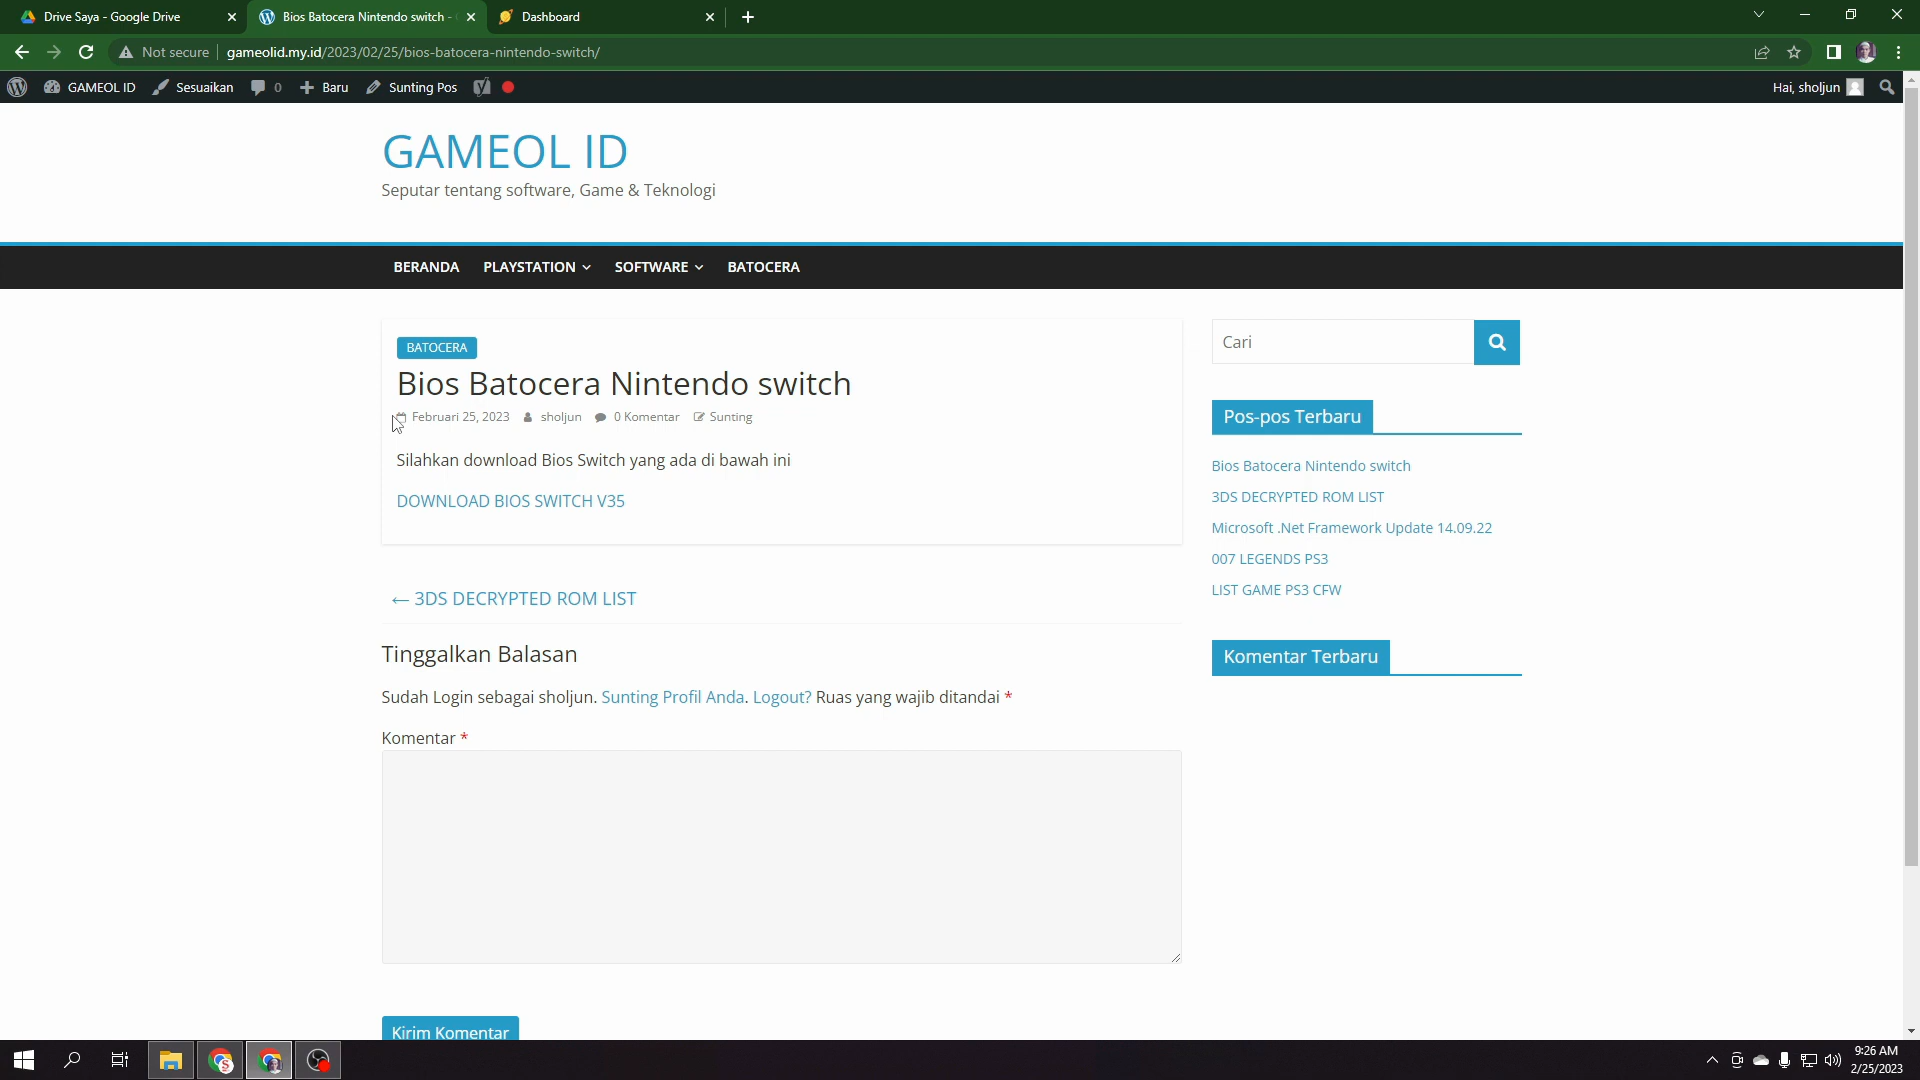 Drive Saya - Google Drive
Bios Batocera Nintendo switch -
Dashboard
Not secure
gameolid.my.id/2023/02/25/bios-batocera-nintendo-switch/
GAMEOL ID
Sesuaikan
0
Baru
Sunting Pos
Hai, sholjun
GAMEOL ID
Seputar tentang software, Game & Teknologi
BERANDA
PLAYSTATION
SOFTWARE
BATOCERA
BATOCERA
Bios Batocera Nintendo switch
Februari 25, 2023 sholjun 0 Komentar Sunting
Silahkan download Bios Switch yang ada di bawah ini
DOWNLOAD BIOS SWITCH V35
← 3DS DECRYPTED ROM LIST
Tinggalkan Balasan
Sudah Login sebagai sholjun. Sunting Profil Anda. Logout? Ruas yang wajib ditandai *
Komentar *
Kirim Komentar
Cari
Pos-pos Terbaru
Bios Batocera Nintendo switch
3DS DECRYPTED ROM LIST
Microsoft .Net Framework Update 14.09.22
007 LEGENDS PS3
LIST GAME PS3 CFW
Komentar Terbaru
9:26 AM
2/25/2023